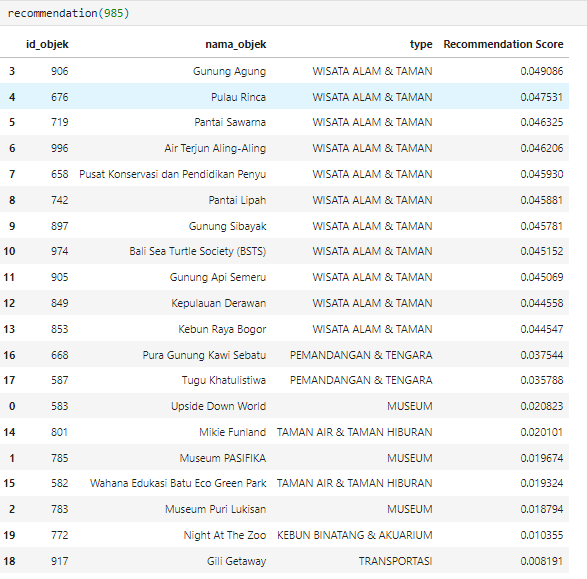 recommendation(985)
id_objek nama_objek type Recommendation Score
3 906 Gunung Agung WISATA ALAM & TAMAN 0.049086
4 676 Pulau Rinca WISATA ALAM & TAMAN 0.047531
5 719 Pantai Sawarna WISATA ALAM & TAMAN 0.046325
6 996 Air Terjun Aling-Aling WISATA ALAM & TAMAN 0.046206
7 658 Pusat Konservasi dan Pendidikan Penyu WISATA ALAM & TAMAN 0.045930
8 742 Pantai Lipah WISATA ALAM & TAMAN 0.045881
9 897 Gunung Sibayak WISATA ALAM & TAMAN 0.045781
10 974 Bali Sea Turtle Society (BSTS) WISATA ALAM & TAMAN 0.045152
11 905 Gunung Api Semeru WISATA ALAM & TAMAN 0.045069
12 849 Kepulauan Derawan WISATA ALAM & TAMAN 0.044558
13 853 Kebun Raya Bogor WISATA ALAM & TAMAN 0.044547
16 668 Pura Gunung Kawi Sebatu PEMANDANGAN & TENGARA 0.037544
17 587 Tugu Khatulistiwa PEMANDANGAN & TENGARA 0.035788
0 583 Upside Down World MUSEUM 0.020823
14 801 Mikie Funland TAMAN AIR & TAMAN HIBURAN 0.020101
1 785 Museum PASIFIKA MUSEUM 0.019674
15 582 Wahana Edukasi Batu Eco Green Park TAMAN AIR & TAMAN HIBURAN 0.019324
2 783 Museum Puri Lukisan MUSEUM 0.018794
19 772 Night At The Zoo KEBUN BINATANG & AKUARIUM 0.010355
18 917 Gili Getaway TRANSPORTASI 0.008191